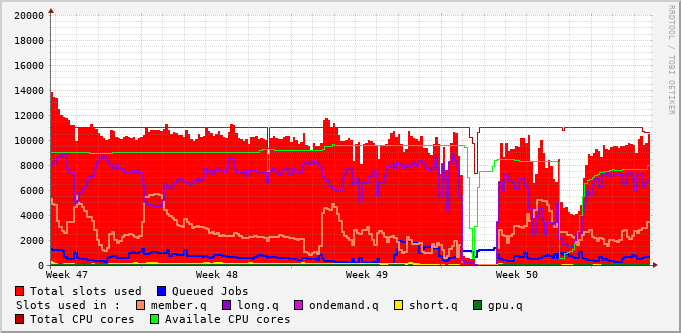 20000
18000
16000
14000
12000
10000
8000
6000
4000
2000
0
Week 47 Week 48 Week 49 Week 50
RRDTOOL / TOBI OETIKER
Total slots used Queued Jobs
Slots used in : member.q long.q ondemand.q short.q gpu.q
Total CPU cores Availale CPU cores